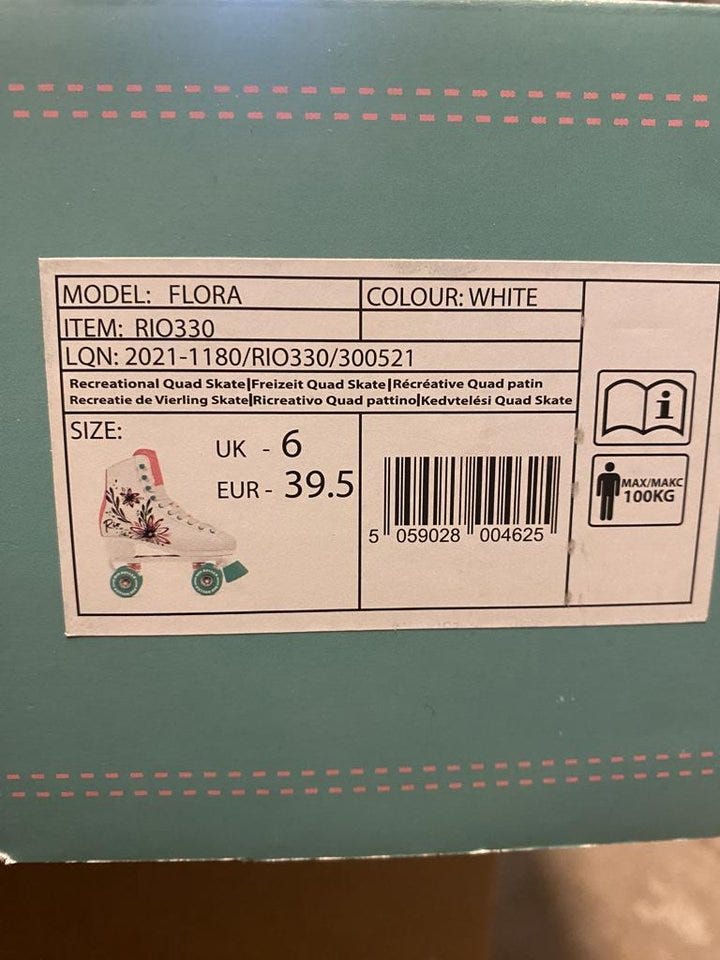 MODEL: FLORA
COLOUR: WHITE
ITEM: RIO330
LQN: 2021-1180/RIO330/300521
Recreational Quad Skate|Freizeit Quad Skate|Récréative Quad patin
Recreatie de Vierling Skate|Ricreativo Quad pattino|Kedvtelési Quad Skate
SIZE:
UK - 6
EUR - 39.5
Rio
5 059028 004625
i
MAX/МАКС
100KG